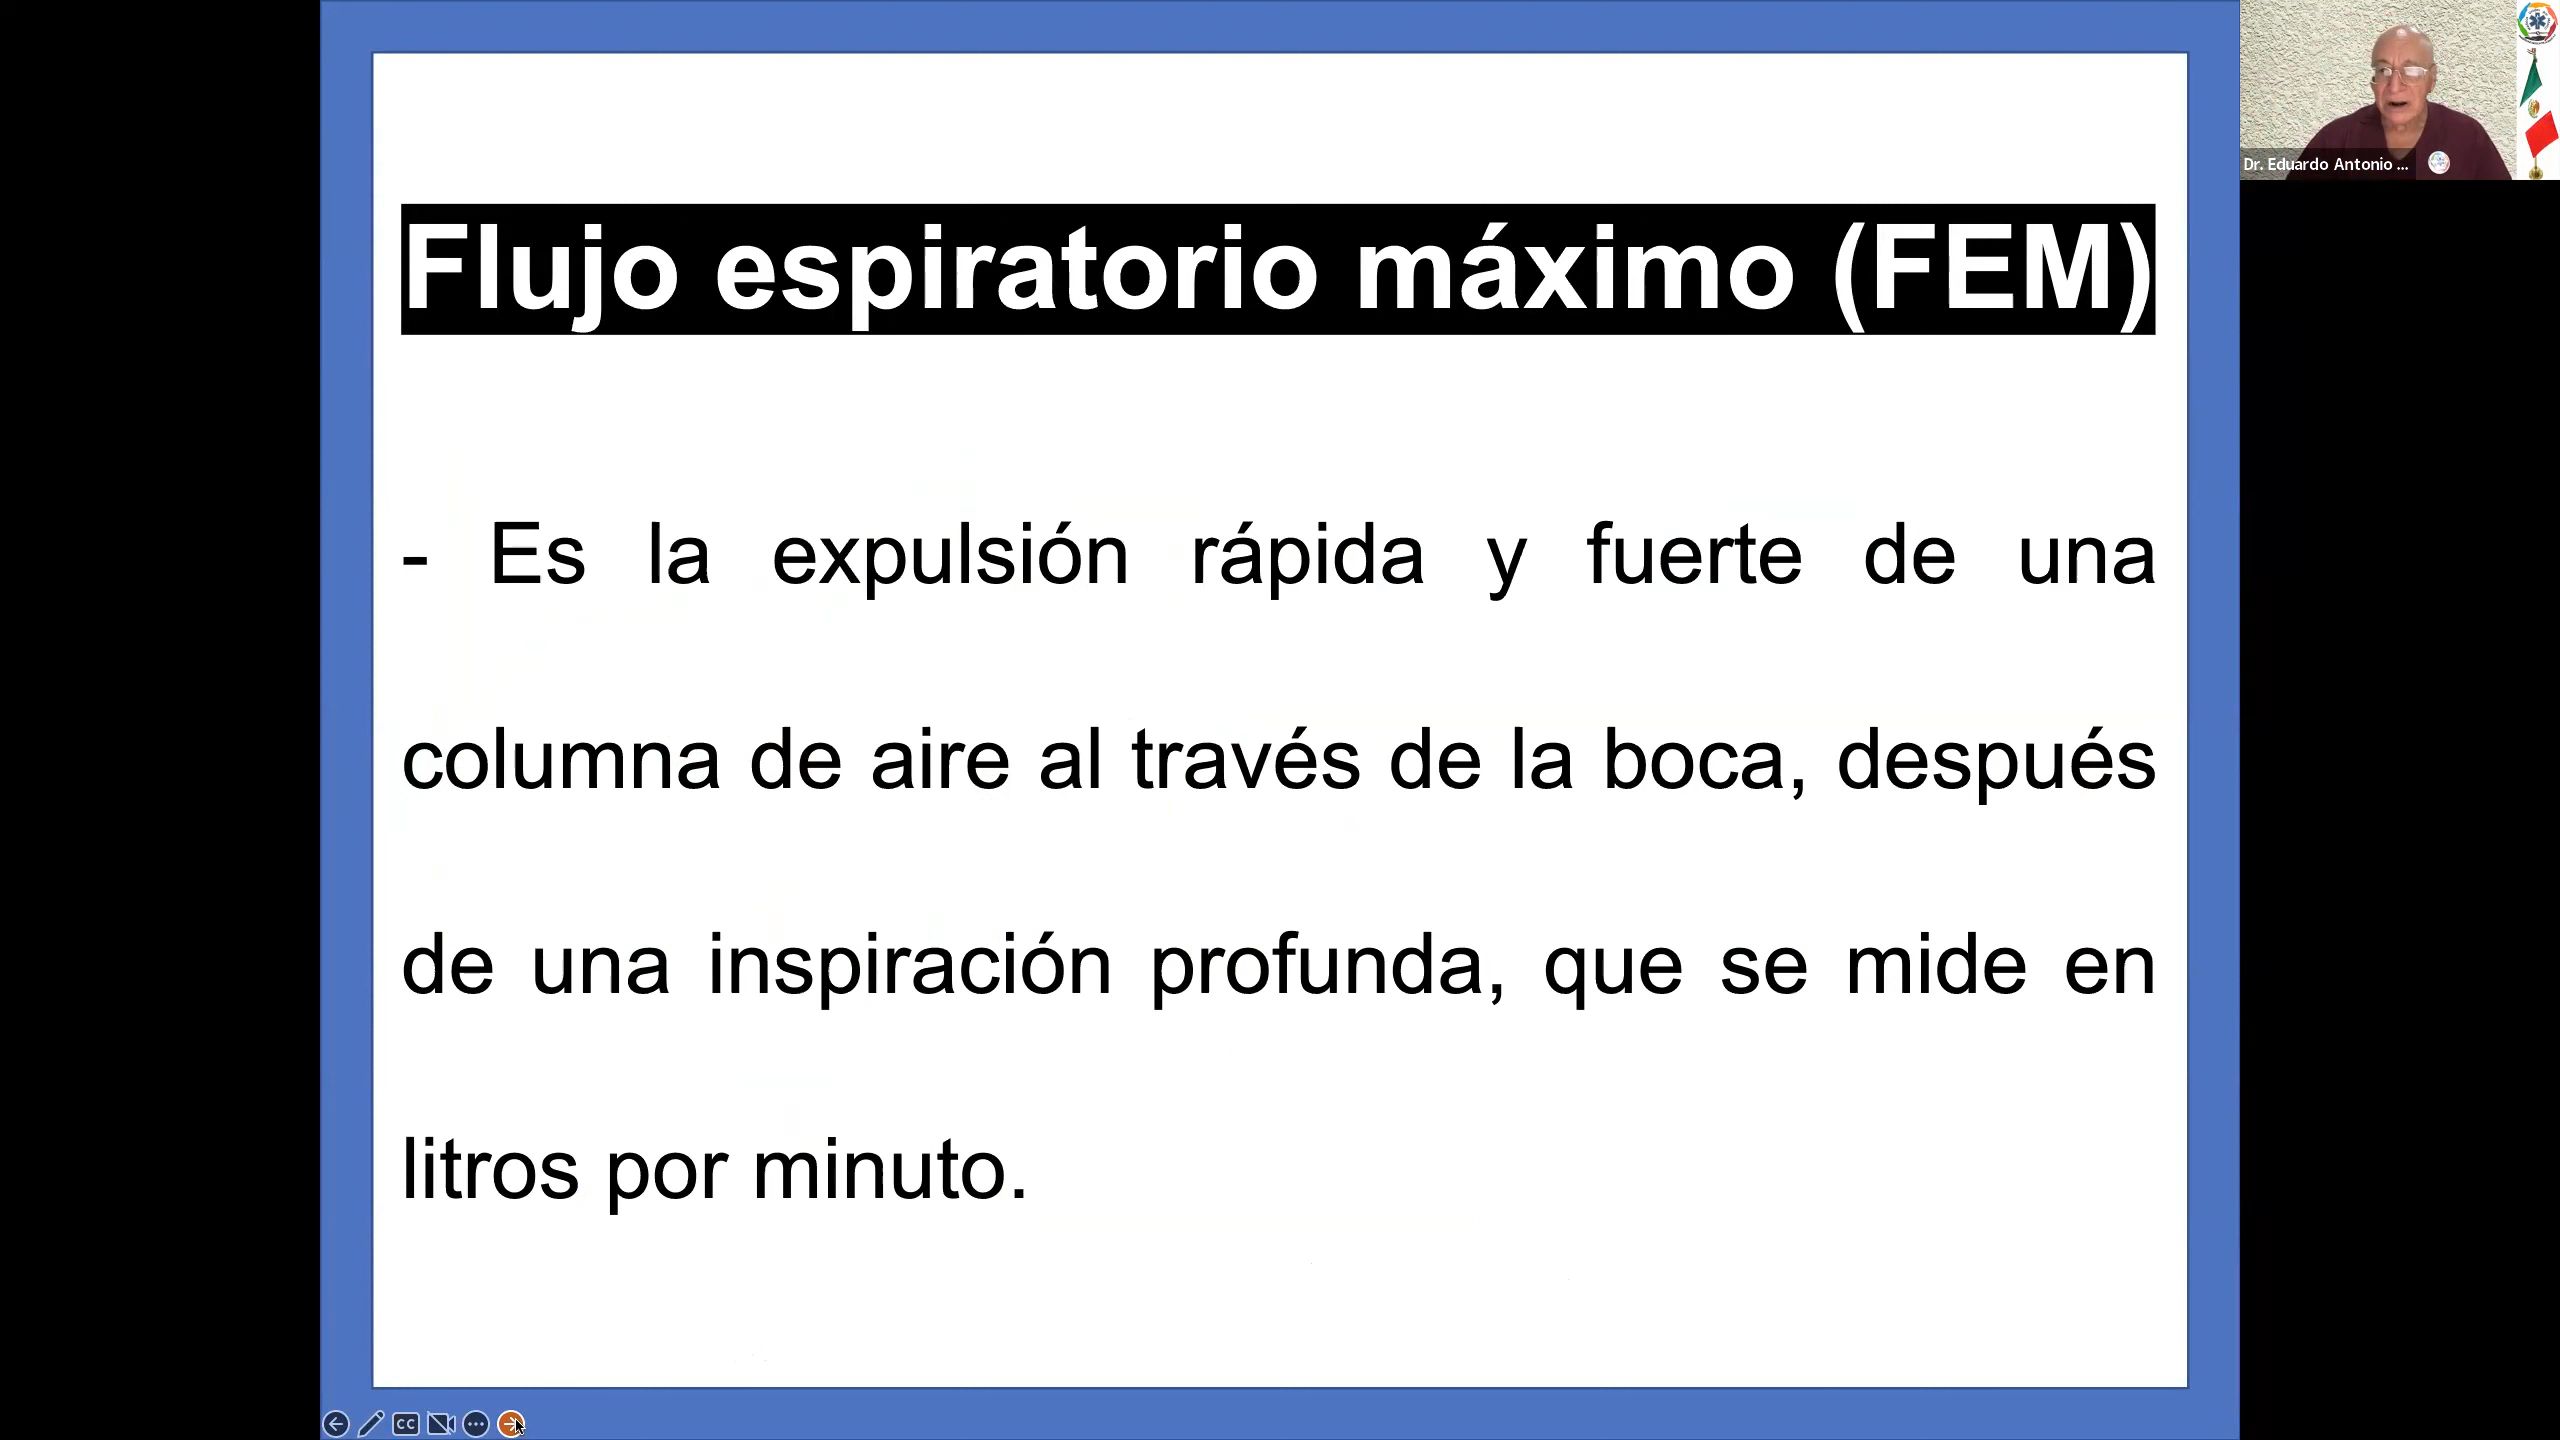 Flujo espiratorio máximo (FEM)
- Es la expulsión rápida y fuerte de una
columna de aire al través de la boca, después
de una inspiración profunda, que se mide en
litros por minuto.
Dr. Eduardo Antonio ...
CC